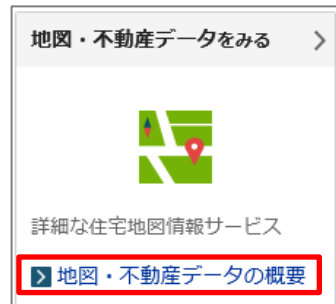 地図・不動産データをみる
詳細な住宅地図情報サービス
地図・不動産データの概要